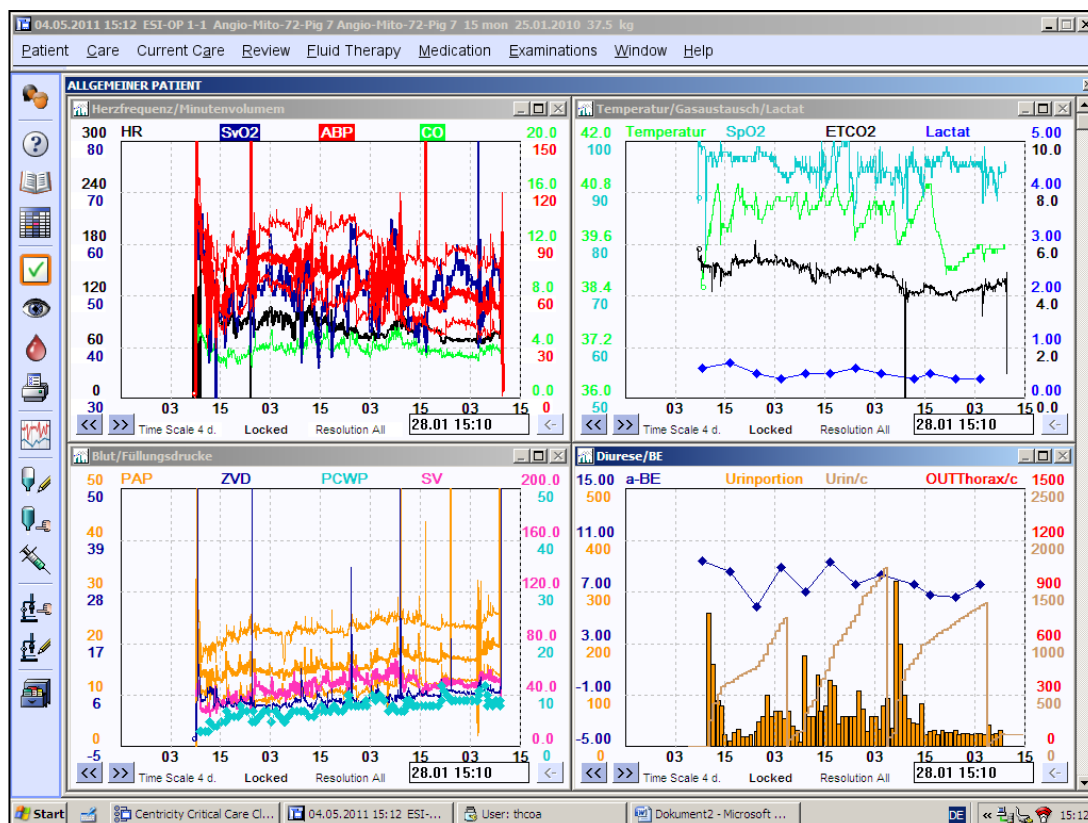 04.05.2011 15:12 ESI-OP 1-1 Angio-Mito-72-Pig 7 Angio-Mito-72-Pig 7 15 mon 25.01.2010 37.5 kg
Patient Care Current Care Review Fluid Therapy Medication Examinations Window Help
ALLGEMEINER PATIENT
Herzfrequenz/Minutenvolumem
300 HR SvO2 ABP CO 20.0
80 150
240 16.0
70 120
180 12.0
60 90
120 8.0
50 60
60 4.0
40 30
0 0.0
30 0
03 15 03 15 03 15 03 15
<< >> Time Scale 4 d. Locked Resolution All 28.01 15:10 <-
Temperatur/Gasaustausch/Lactat
42.0 Temperatur SpO2 ETCO2 Lactat 5.00
100 10.0
40.8 4.00
90 8.0
39.6 3.00
80 6.0
38.4 2.00
70 4.0
37.2 1.00
60 2.0
36.0 0.00
50 0.0
03 15 03 15 03 15 03 15
<< >> Time Scale 4 d. Locked Resolution All 28.01 15:10 <-
Blut/Füllungsdrucke
50 PAP ZVD PCWP SV 200.0
50 50
40 160.0
39 40
30 120.0
28 30
20 80.0
17 20
10 40.0
6 10
0 0.0
-5 0
03 15 03 15 03 15 03 15
<< >> Time Scale 4 d. Locked Resolution All 28.01 15:10 <-
Diurese/BE
15.00 a-BE Urinportion Urin/c OUTThorax/c 1500
500 2500
11.00 1200
400 2000
7.00 900
300 1500
3.00 600
200 1000
-1.00 300
100 500
-5.00 0
0 0
03 15 03 15 03 15 03 15
<< >> Time Scale 4 d. Locked Resolution All 28.01 15:10 <-
Start Centricity Critical Care Cl... 04.05.2011 15:12 ESI-... User: thcoa Dokument2 - Microsoft ... DE « 15:12